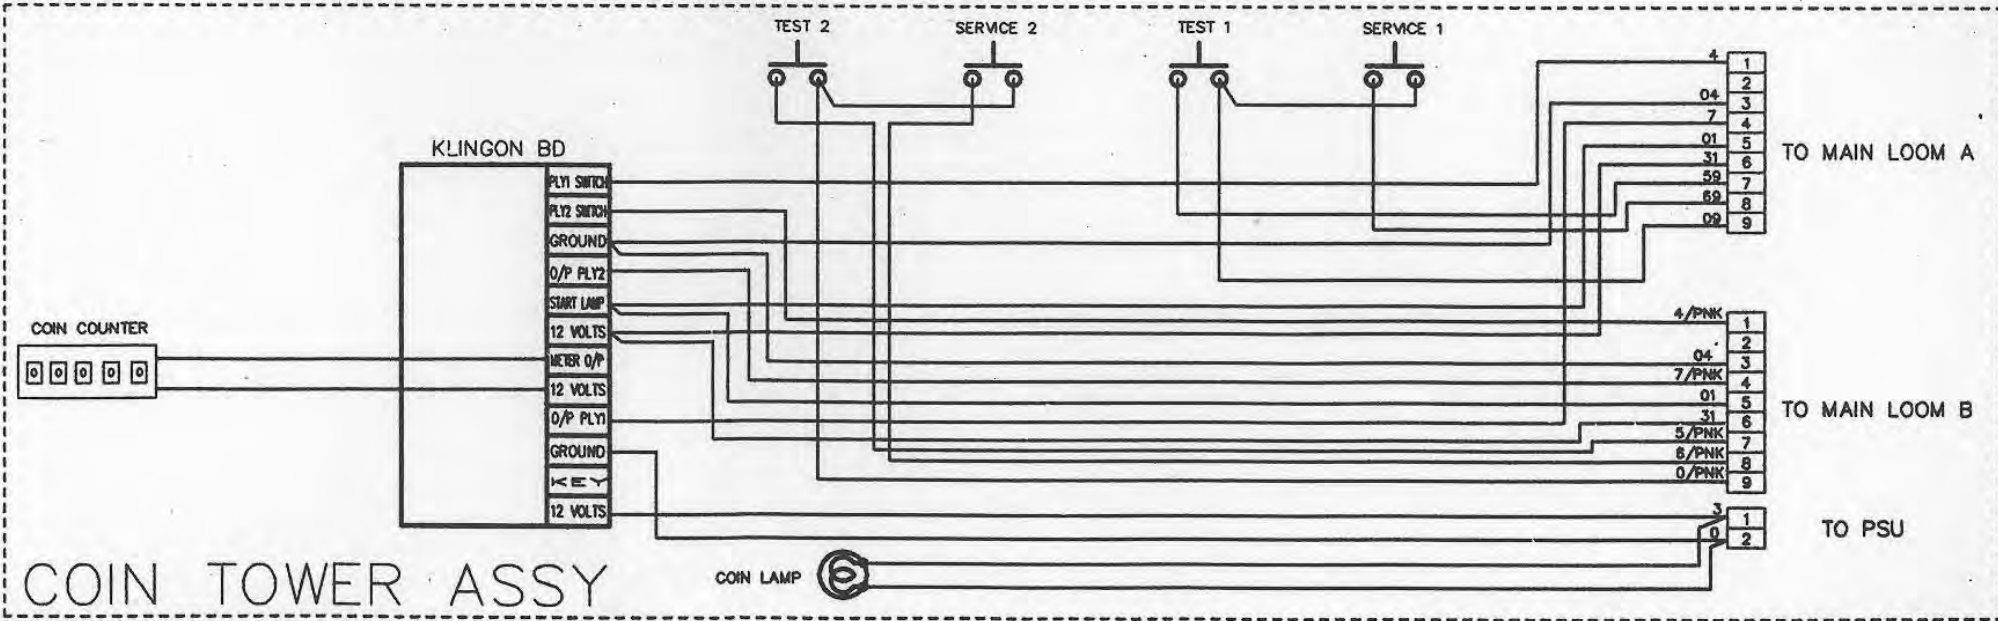 TEST 2
SERVICE 2
TEST 1
SERVICE 1
KLINGON BD
PLY1 SWITCH
PLY2 SWITCH
GROUND
O/P PLY2
START LAMP
12 VOLTS
METER O/P
12 VOLTS
O/P PLY1
GROUND
KEY
12 VOLTS
COIN COUNTER
0 0 0 0 0
4 1
2
04 3
7 4
01 5
31 6
59 7
69 8
09 9
TO MAIN LOOM A
4/PNK 1
2
04 3
7/PNK 4
01 5
31 6
5/PNK 7
6/PNK 8
0/PNK 9
TO MAIN LOOM B
3 1
0 2
TO PSU
COIN LAMP
COIN TOWER ASSY